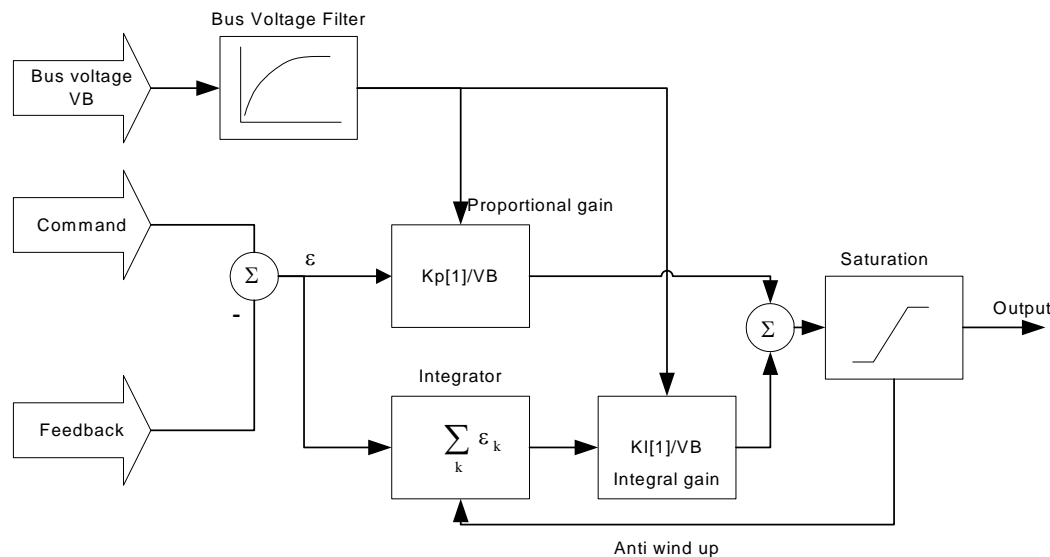 Bus Voltage Filter
Bus voltage
VB
Command
Proportional gain
ε
Kp[1]/VB
Saturation
Σ
-
Σ
Output
Integrator
Feedback
∑ ε k
k
KI[1]/VB
Integral gain
Anti wind up